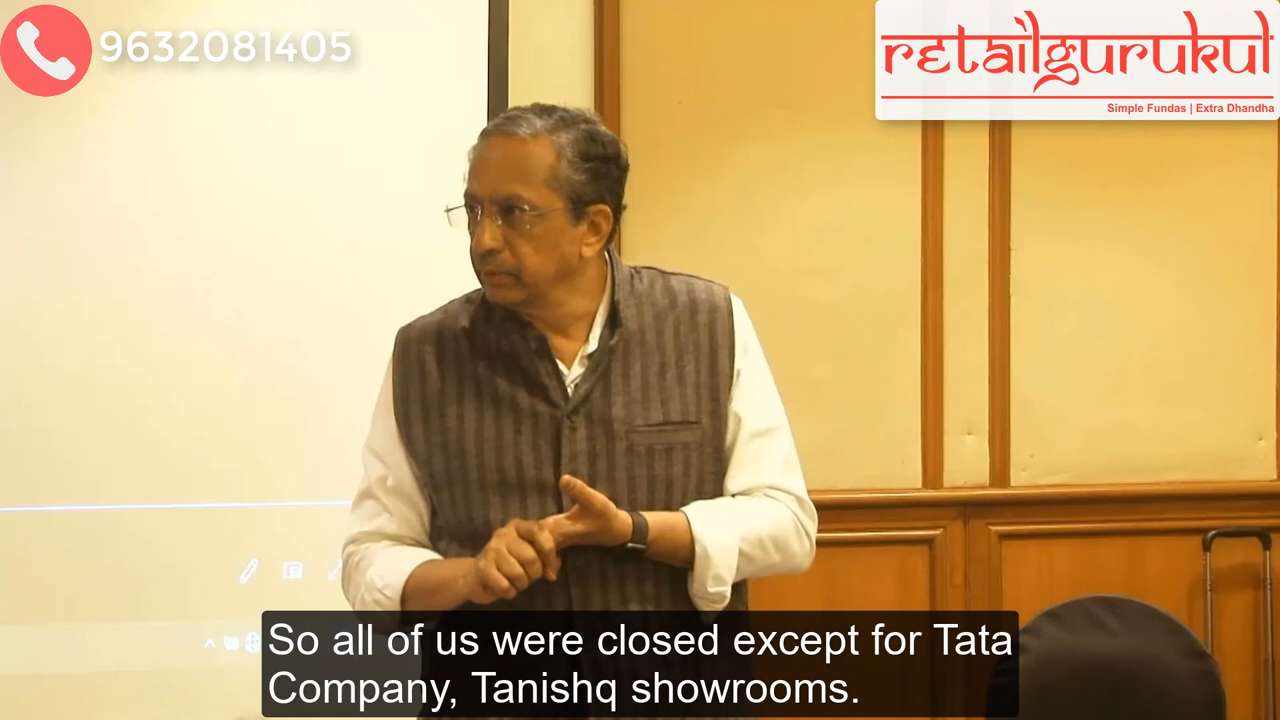 9632081405
retailgurukul
Simple Fundas | Extra Dhandha
So all of us were closed except for Tata
Company, Tanishq showrooms.